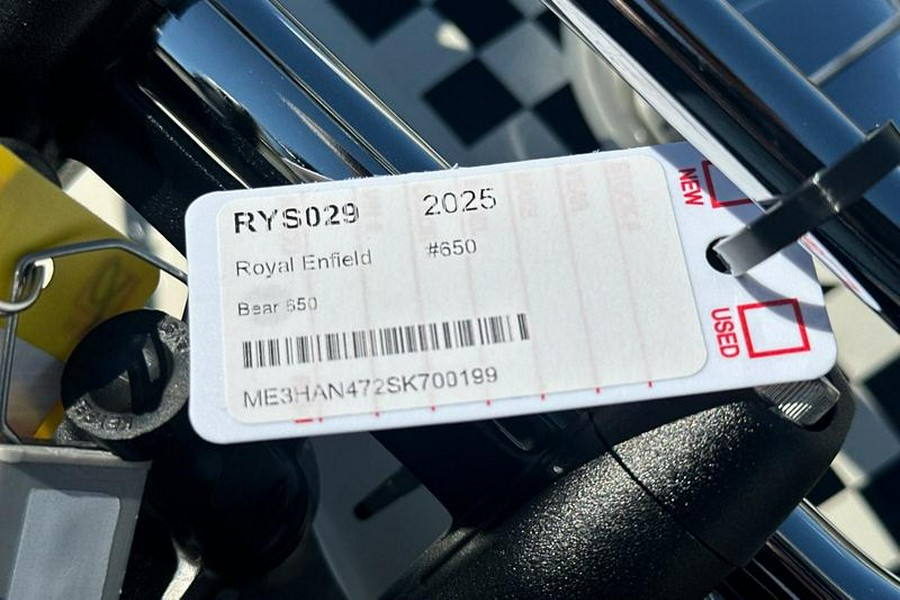 RYS029 2025
Royal Enfield #650
Bear 650
ME3HAN472SK700199
NEW
USED